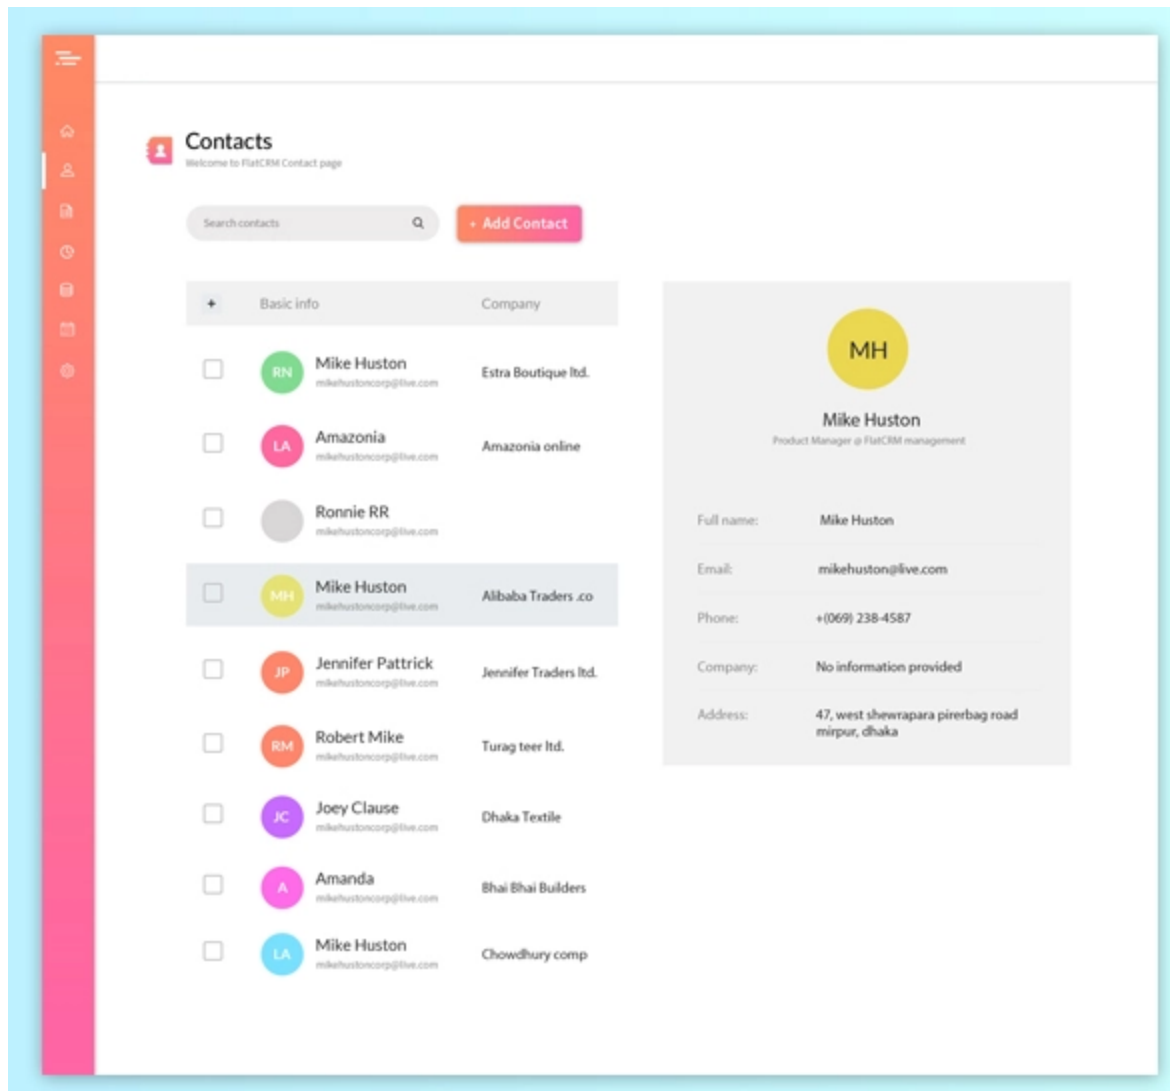 Contacts
Welcome to FlatCRM Contact page
Search contacts
+ Add Contact
+ Basic info Company
RN Mike Huston
mikehustoncorp@live.com
Estra Boutique ltd.
LA Amazonia
mikehustoncorp@live.com
Amazonia online
Ronnie RR
mikehustoncorp@live.com
MH Mike Huston
mikehustoncorp@live.com
Alibaba Traders .co
JP Jennifer Pattrick
mikehustoncorp@live.com
Jennifer Traders ltd.
RM Robert Mike
mikehustoncorp@live.com
Turag teer ltd.
JC Joey Clause
mikehustoncorp@live.com
Dhaka Textile
A Amanda
mikehustoncorp@live.com
Bhai Bhai Builders
LA Mike Huston
mikehustoncorp@live.com
Chowdhury comp
MH
Mike Huston
Product Manager @ FlatCRM management
Full name: Mike Huston
Email: mikehuston@live.com
Phone: +(069) 238-4587
Company: No information provided
Address: 47, west shewrapara pirerbag road
mirpur, dhaka